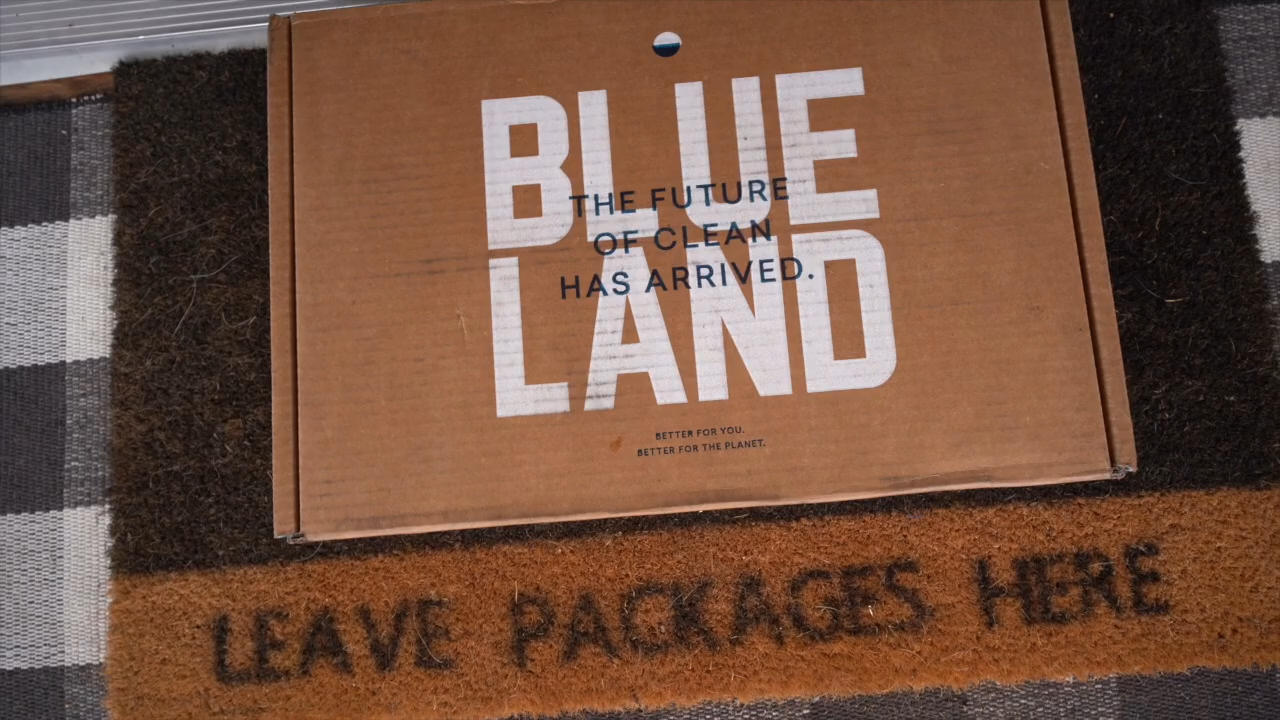 BLUE
LAND
THE FUTURE
OF CLEAN
HAS ARRIVED.
BETTER FOR YOU.
BETTER FOR THE PLANET.
LEAVE PACKAGES HERE